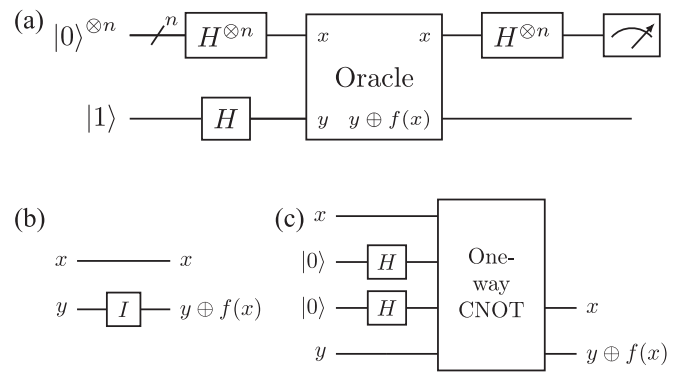 (a)
|0⟩^{⊗n} n H^{⊗n} x x H^{⊗n}
Oracle
|1⟩ H y y ⊕ f(x)
(b)
x x
y I y ⊕ f(x)
(c)
x
|0⟩ H
|0⟩ H
y
One-
way
CNOT
x
y ⊕ f(x)